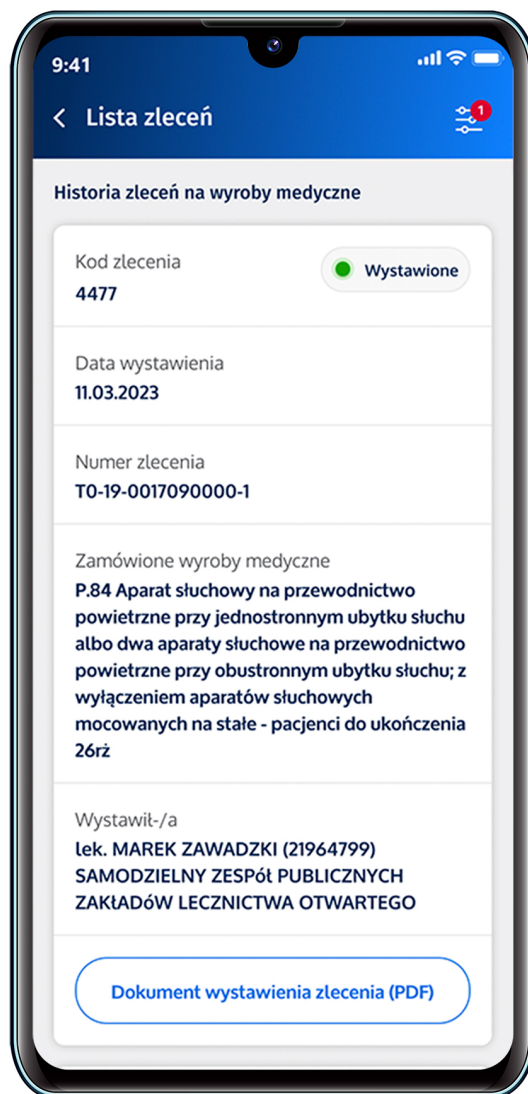 9:41
Lista zleceń
1
Historia zleceń na wyroby medyczne
Kod zlecenia
Wystawione
4477
Data wystawienia
11.03.2023
Numer zlecenia
T0-19-0017090000-1
Zamówione wyroby medyczne
P.84 Aparat słuchowy na przewodnictwo
powietrzne przy jednostronnym ubytku słuchu
albo dwa aparaty słuchowe na przewodnictwo
powietrzne przy obustronnym ubytku słuchu; z
wyłączeniem aparatów słuchowych
mocowanych na stałe - pacjenci do ukończenia
26rż
Wystawił-/a
lek. MAREK ZAWADZKI (21964799)
SAMODZIELNY ZESPół PUBLICZNYCH
ZAKŁADóW LECZNICTWA OTWARTEGO
Dokument wystawienia zlecenia (PDF)